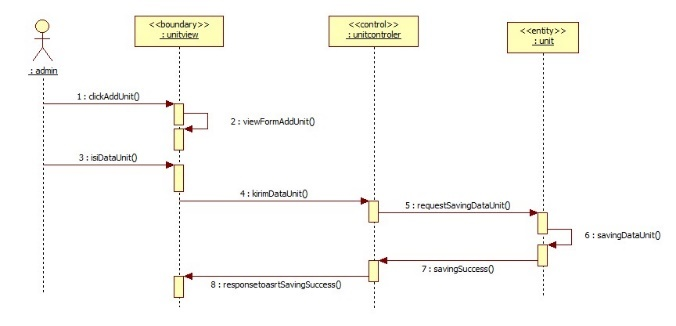 <<boundary>>
: unitview
<<control>>
: unitcontroler
<<entity>>
: unit
: admin
1 : clickAddUnit()
2 : viewFormAddUnit()
3 : isiDataUnit()
4 : kirimDataUnit()
5 : requestSavingDataUnit()
6 : savingDataUnit()
7 : savingSuccess()
8 : responsetoasrtSavingSuccess()